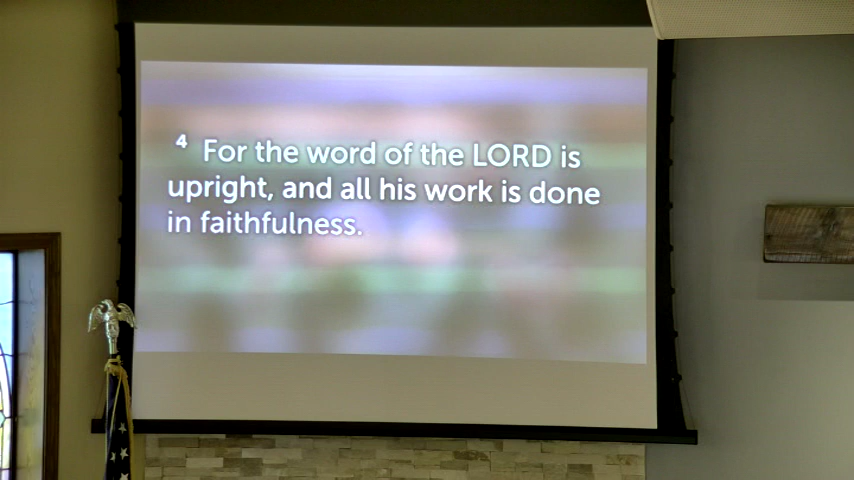 4 For the word of the LORD is
upright, and all his work is done
in faithfulness.